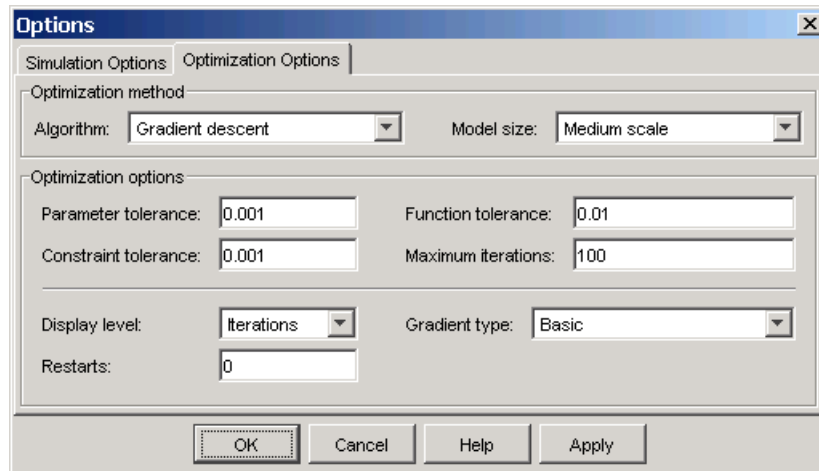 Options
Simulation Options Optimization Options
Optimization method
Algorithm: Gradient descent Model size: Medium scale
Optimization options
Parameter tolerance: 0.001 Function tolerance: 0.01
Constraint tolerance: 0.001 Maximum iterations: 100
Display level: Iterations Gradient type: Basic
Restarts: 0
OK Cancel Help Apply